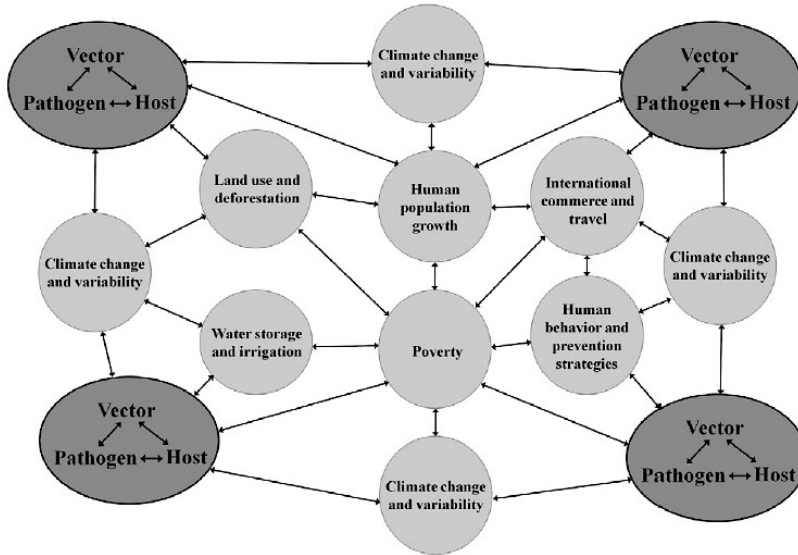 Vector
Pathogen Host
Climate change
and variability
Vector
Pathogen Host
Land use and
deforestation
Human
population
growth
International
commerce and
travel
Climate change
and variability
Climate change
and variability
Water storage
and irrigation
Poverty
Human
behavior and
prevention
strategies
Vector
Pathogen Host
Climate change
and variability
Vector
Pathogen Host